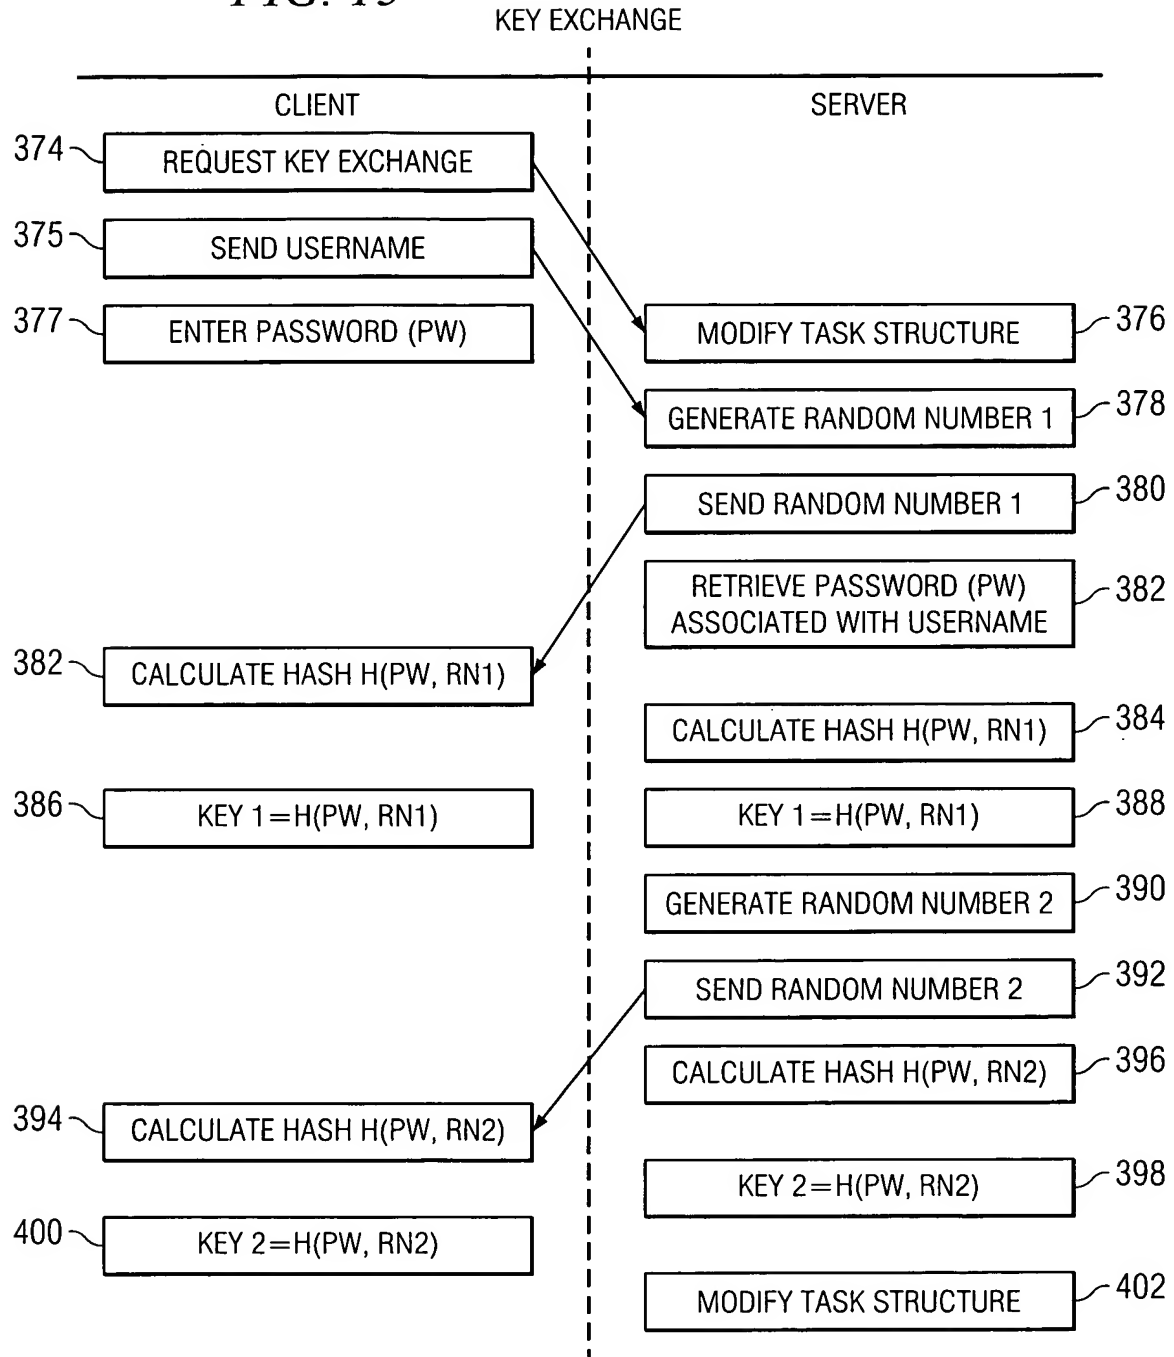 FIG. 15
KEY EXCHANGE
CLIENT
SERVER
374
REQUEST KEY EXCHANGE
375
SEND USERNAME
377
ENTER PASSWORD (PW)
MODIFY TASK STRUCTURE
376
GENERATE RANDOM NUMBER 1
378
SEND RANDOM NUMBER 1
380
RETRIEVE PASSWORD (PW)
ASSOCIATED WITH USERNAME
382
382
CALCULATE HASH H(PW, RN1)
CALCULATE HASH H(PW, RN1)
384
386
KEY 1=H(PW, RN1)
KEY 1=H(PW, RN1)
388
GENERATE RANDOM NUMBER 2
390
SEND RANDOM NUMBER 2
392
CALCULATE HASH H(PW, RN2)
396
394
CALCULATE HASH H(PW, RN2)
KEY 2=H(PW, RN2)
398
400
KEY 2=H(PW, RN2)
MODIFY TASK STRUCTURE
402